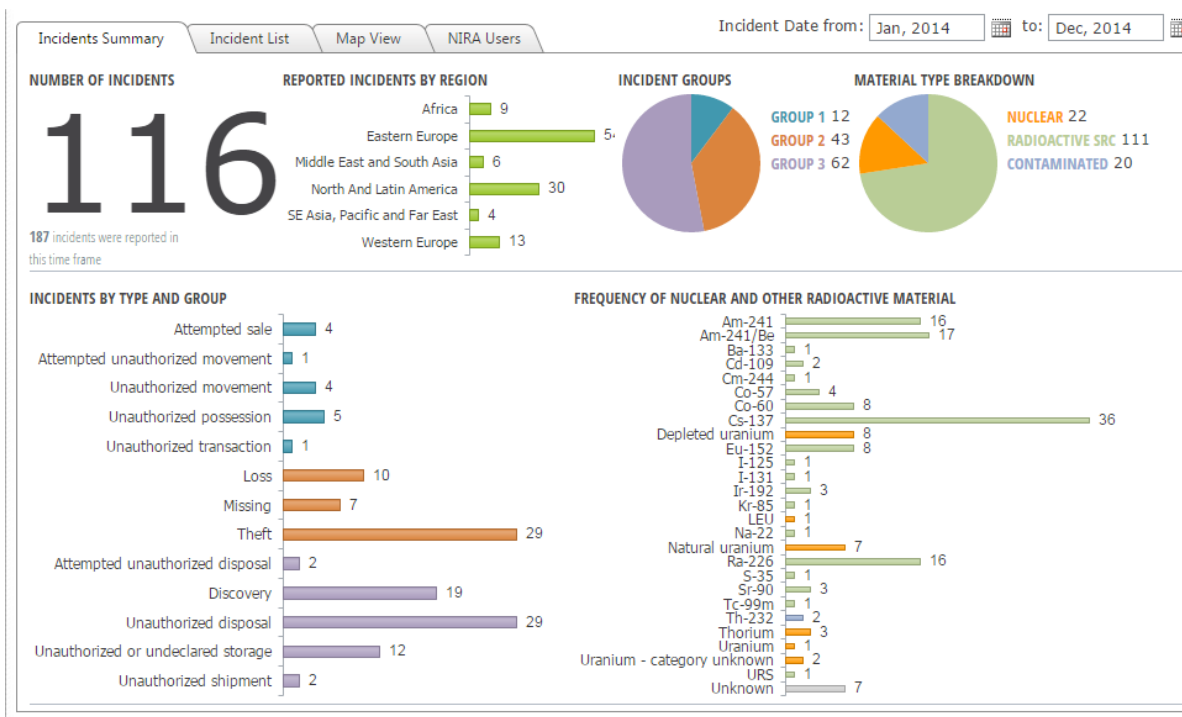 Incidents Summary
Incident List
Map View
NIRA Users
Incident Date from: Jan, 2014 to: Dec, 2014
NUMBER OF INCIDENTS
116
187 incidents were reported in
this time frame
REPORTED INCIDENTS BY REGION
Africa 9
Eastern Europe
Middle East and South Asia 6
North And Latin America 30
SE Asia, Pacific and Far East 4
Western Europe 13
INCIDENT GROUPS
GROUP 1 12
GROUP 2 43
GROUP 3 62
MATERIAL TYPE BREAKDOWN
NUCLEAR 22
RADIOACTIVE SRC 111
CONTAMINATED 20
INCIDENTS BY TYPE AND GROUP
Attempted sale 4
Attempted unauthorized movement 1
Unauthorized movement 4
Unauthorized possession 5
Unauthorized transaction 1
Loss 10
Missing 7
Theft 29
Attempted unauthorized disposal 2
Discovery 19
Unauthorized disposal 29
Unauthorized or undeclared storage 12
Unauthorized shipment 2
FREQUENCY OF NUCLEAR AND OTHER RADIOACTIVE MATERIAL
Am-241 16
Am-241/Be 17
Ba-133 1
Cd-109 2
Cm-244 1
Co-57 4
Co-60 8
Cs-137 36
Depleted uranium 8
Eu-152 8
I-125 1
I-131 1
Ir-192 3
Kr-85 1
LEU 1
Na-22 1
Natural uranium 7
Ra-226 16
S-35 1
Sr-90 3
Tc-99m 1
Th-232 2
Thorium 3
Uranium 1
Uranium - category unknown 2
URS 1
Unknown 7